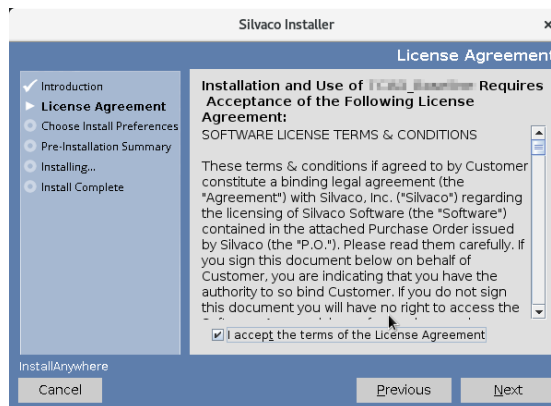 Silvaco Installer
×
License Agreement
Introduction
License Agreement
Choose Install Preferences
Pre-Installation Summary
Installing...
Install Complete
Installation and Use of Requires
Acceptance of the Following License
Agreement:
SOFTWARE LICENSE TERMS & CONDITIONS
These terms & conditions if agreed to by Customer
constitute a binding legal agreement (the
"Agreement") with Silvaco, Inc. ("Silvaco") regarding
the licensing of Silvaco Software (the "Software")
contained in the attached Purchase Order issued
by Silvaco (the "P.O."). Please read them carefully. If
you sign this document below on behalf of
Customer, you are indicating that you have the
authority to so bind Customer. If you do not sign
this document you will have no right to access the
I accept the terms of the License Agreement
InstallAnywhere
Cancel
Previous
Next